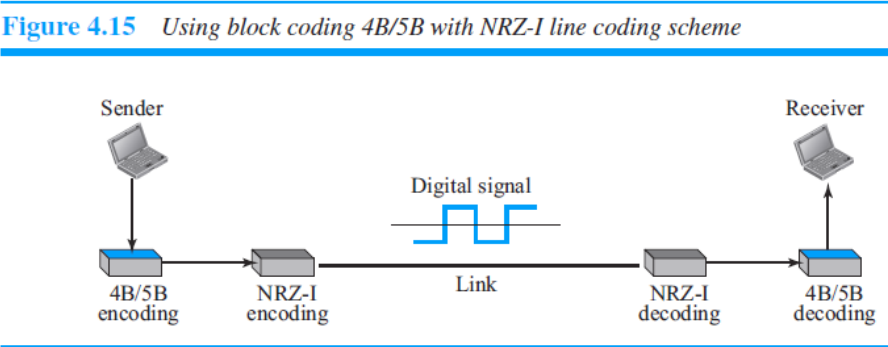 Figure 4.15 Using block coding 4B/5B with NRZ-I line coding scheme
Sender
Receiver
Digital signal
Link
4B/5B
encoding
NRZ-I
encoding
NRZ-I
decoding
4B/5B
decoding